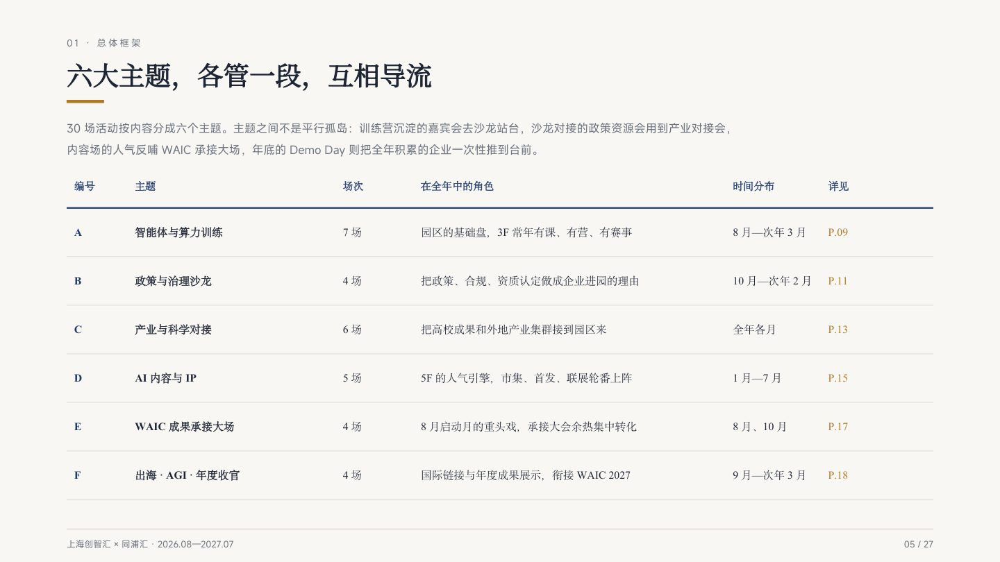 01 · 总体框架
六大主题，各管一段，互相导流
30 场活动按内容分成六个主题。主题之间不是平行孤岛：训练营沉淀的嘉宾会去沙龙站台，沙龙对接的政策资源会用到产业对接会，
内容场的人气反哺 WAIC 承接大场，年底的 Demo Day 则把全年积累的企业一次性推到台前。
编号 主题 场次 在全年中的角色 时间分布 详见
A 智能体与算力训练 7 场 园区的基础盘，3F 常年有课、有营、有赛事 8 月—次年 3 月 P.09
B 政策与治理沙龙 4 场 把政策、合规、资质认定做成企业进园的理由 10 月—次年 2 月 P.11
C 产业与科学对接 6 场 把高校成果和外地产业集群接到园区来 全年各月 P.13
D AI 内容与 IP 5 场 5F 的人气引擎，市集、首发、联展轮番上阵 1 月—7 月 P.15
E WAIC 成果承接大场 4 场 8 月启动月的重头戏，承接大会余热集中转化 8 月、10 月 P.17
F 出海 · AGI · 年度收官 4 场 国际链接与年度成果展示，衔接 WAIC 2027 9 月—次年 3 月 P.18
上海创智汇 × 同浦汇 · 2026.08—2027.07
05 / 27